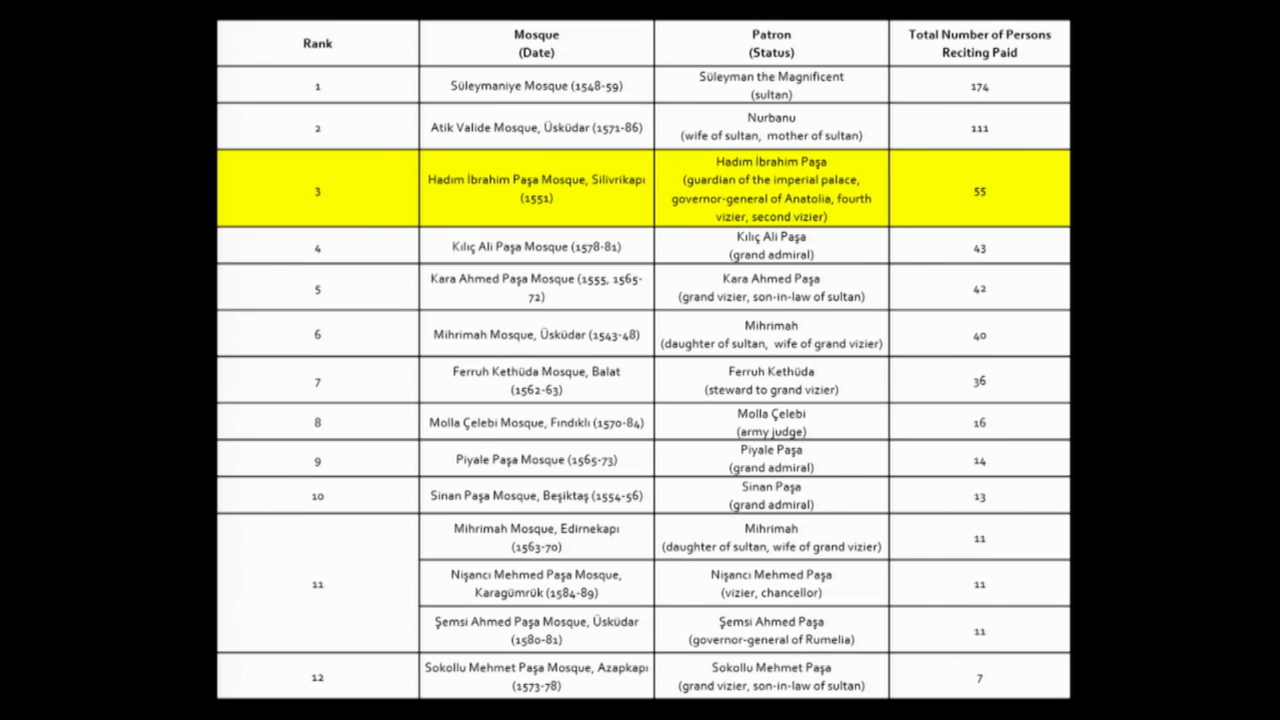 Rank
Mosque
(Date)
Patron
(Status)
Total Number of Persons
Reciting Paid
1
Süleymaniye Mosque (1548-59)
Süleyman the Magnificent
(sultan)
174
2
Atik Valide Mosque, Üsküdar (1571-86)
Nurbanu
(wife of sultan, mother of sultan)
111
3
Hadım İbrahim Paşa Mosque, Silivrikapı
(1551)
Hadım İbrahim Paşa
(guardian of the imperial palace,
governor-general of Anatolia, fourth
vizier, second vizier)
55
4
Kılıç Ali Paşa Mosque (1578-81)
Kılıç Ali Paşa
(grand admiral)
43
5
Kara Ahmed Paşa Mosque (1555, 1565-
72)
Kara Ahmed Paşa
(grand vizier, son-in-law of sultan)
42
6
Mihrimah Mosque, Üsküdar (1543-48)
Mihrimah
(daughter of sultan, wife of grand vizier)
40
7
Ferruh Kethüda Mosque, Balat
(1562-63)
Ferruh Kethüda
(steward to grand vizier)
36
8
Molla Çelebi Mosque, Fındıklı (1570-84)
Molla Çelebi
(army judge)
16
9
Piyale Paşa Mosque (1565-73)
Piyale Paşa
(grand admiral)
14
10
Sinan Paşa Mosque, Beşiktaş (1554-56)
Sinan Paşa
(grand admiral)
13
11
Mihrimah Mosque, Edirnekapı
(1563-70)
Mihrimah
(daughter of sultan, wife of grand vizier)
11
Nişancı Mehmed Paşa Mosque,
Karagümrük (1584-89)
Nişancı Mehmed Paşa
(vizier, chancellor)
11
Şemsi Ahmed Paşa Mosque, Üsküdar
(1580-81)
Şemsi Ahmed Paşa
(governor-general of Rumelia)
11
12
Sokollu Mehmet Paşa Mosque, Azapkapı
(1573-78)
Sokollu Mehmet Paşa
(grand vizier, son-in-law of sultan)
7